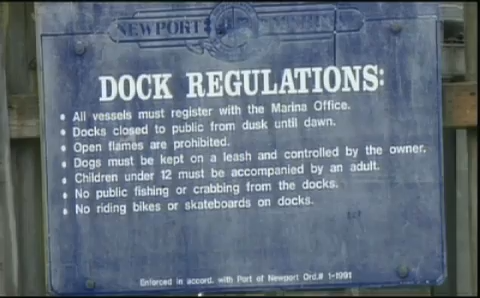 NEWPORT MARINA
DOCK REGULATIONS:
• All vessels must register with the Marina Office.
• Docks closed to public from dusk until dawn.
• Open flames are prohibited.
• Dogs must be kept on a leash and controlled by the owner.
• Children under 12 must be accompanied by an adult.
• No public fishing or crabbing from the docks.
• No riding bikes or skateboards on docks.
Enforced in accord. with Port of Newport Ord.# 1-1991